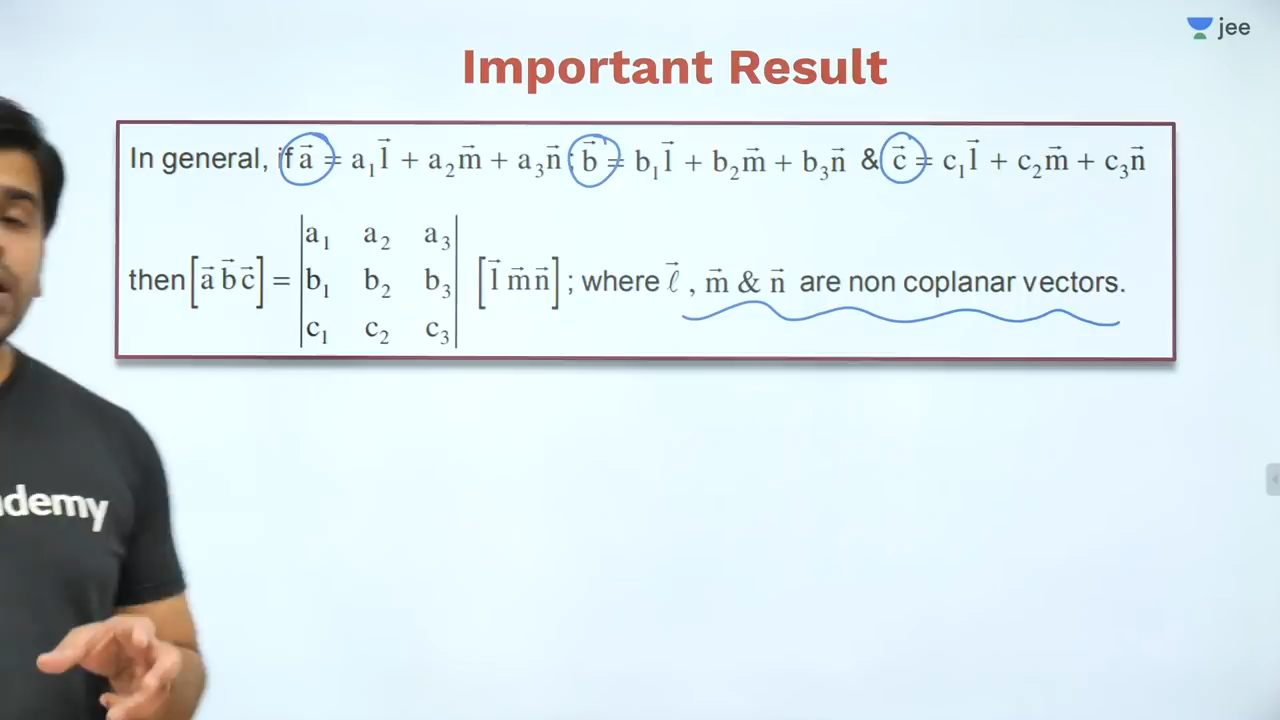 jee
Important Result
In general, if a⃗ = a₁l⃗ + a₂m⃗ + a₃n⃗ ; b⃗ = b₁l⃗ + b₂m⃗ + b₃n⃗ & c⃗ = c₁l⃗ + c₂m⃗ + c₃n⃗
then [a⃗ b⃗ c⃗] = |a₁ a₂ a₃; b₁ b₂ b₃; c₁ c₂ c₃| [l⃗ m⃗ n⃗] ; where ℓ⃗ , m⃗ & n⃗ are non coplanar vectors.